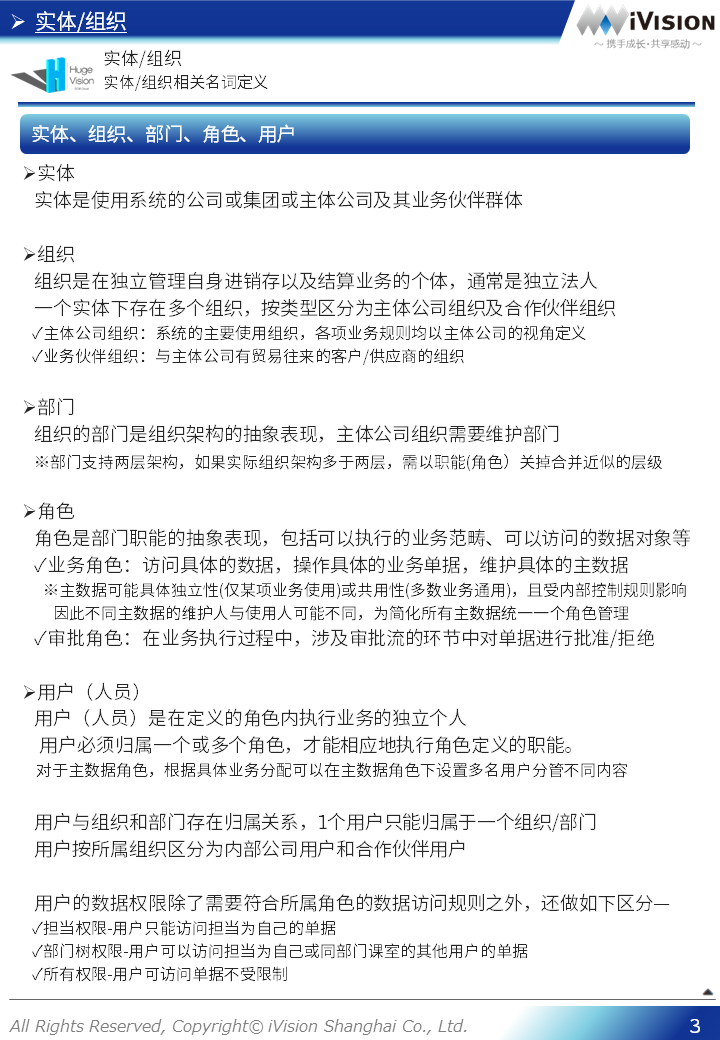 ➢ 实体/组织
iVISION
～ 携手成长·共享感动 ～
Huge
Vision
实体/组织
实体/组织相关名词定义
实体、组织、部门、角色、用户
➢实体
实体是使用系统的公司或集团或主体公司及其业务伙伴群体
➢组织
组织是在独立管理自身进销存以及结算业务的个体，通常是独立法人
一个实体下存在多个组织，按类型区分为主体公司组织及合作伙伴组织
✓主体公司组织：系统的主要使用组织，各项业务规则均以主体公司的视角定义
✓业务伙伴组织：与主体公司有贸易往来的客户/供应商的组织
➢部门
组织的部门是组织架构的抽象表现，主体公司组织需要维护部门
※部门支持两层架构，如果实际组织架构多于两层，需以职能(角色）关掉合并近似的层级
➢角色
角色是部门职能的抽象表现，包括可以执行的业务范畴、可以访问的数据对象等
✓业务角色：访问具体的数据，操作具体的业务单据，维护具体的主数据
※主数据可能具体独立性(仅某项业务使用)或共用性(多数业务通用)，且受内部控制规则影响
因此不同主数据的维护人与使用人可能不同，为简化所有主数据统一一个角色管理
✓审批角色：在业务执行过程中，涉及审批流的环节中对单据进行批准/拒绝
➢用户（人员）
用户（人员）是在定义的角色内执行业务的独立个人
用户必须归属一个或多个角色，才能相应地执行角色定义的职能。
对于主数据角色，根据具体业务分配可以在主数据角色下设置多名用户分管不同内容
用户与组织和部门存在归属关系，1个用户只能归属于一个组织/部门
用户按所属组织区分为内部公司用户和合作伙伴用户
用户的数据权限除了需要符合所属角色的数据访问规则之外，还做如下区分—
✓担当权限-用户只能访问担当为自己的单据
✓部门树权限-用户可以访问担当为自己或同部门课室的其他用户的单据
✓所有权限-用户可访问单据不受限制
All Rights Reserved, Copyright© iVision Shanghai Co., Ltd.
3